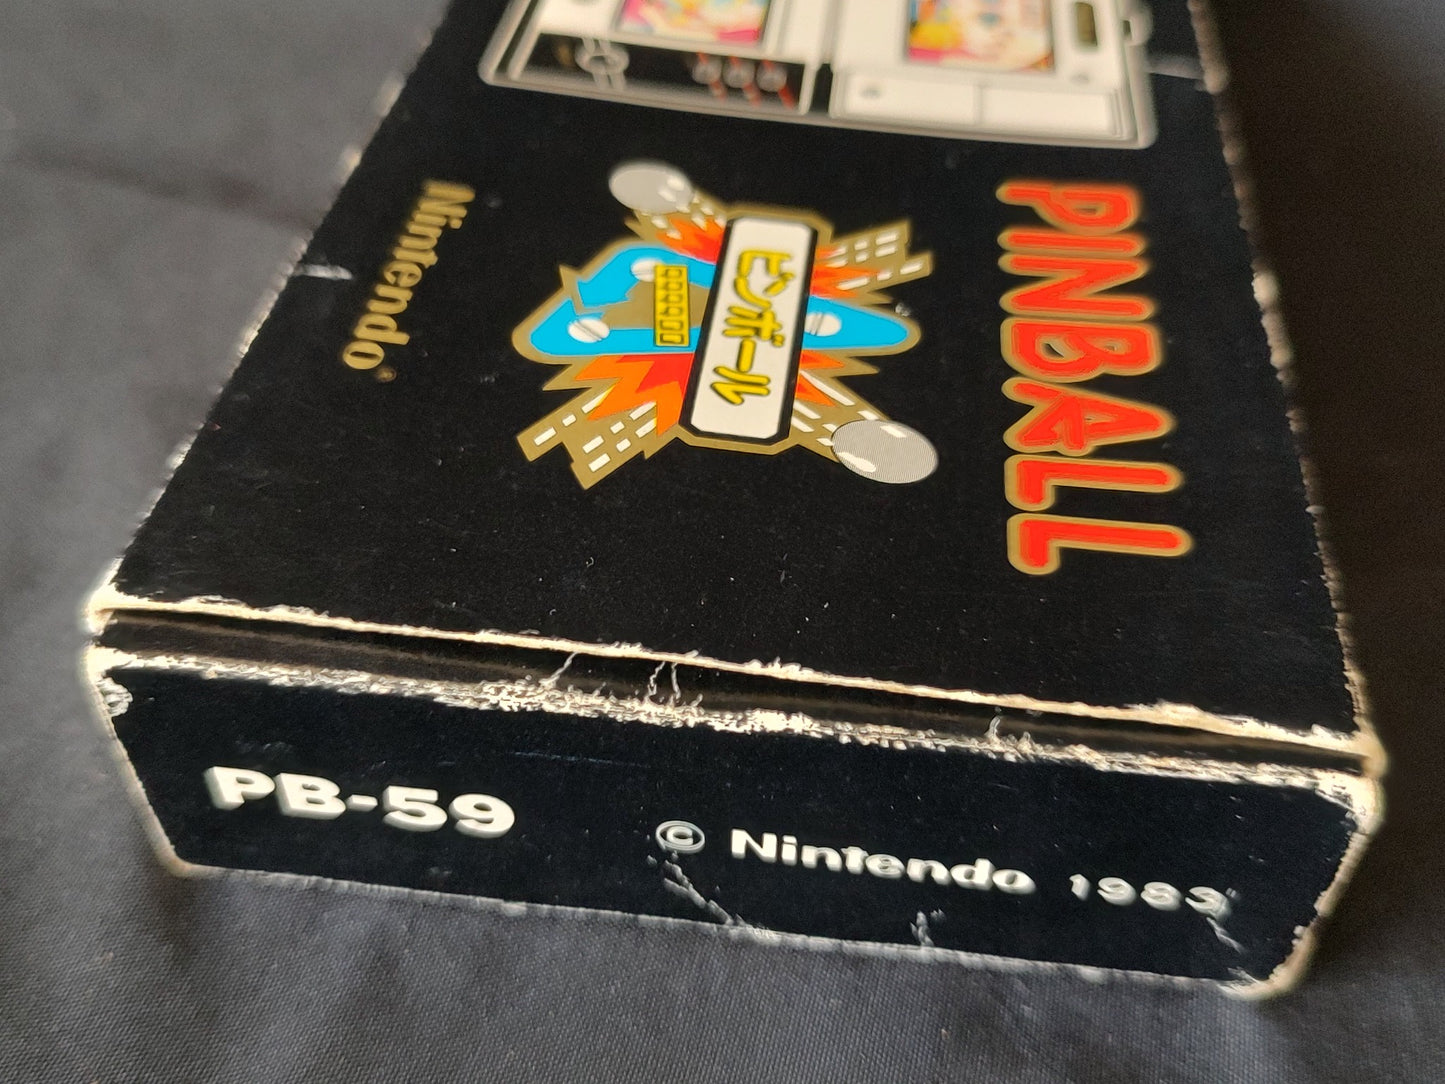 PINBALL
ピンボール
Nintendo®
PB-59
© Nintendo 1983